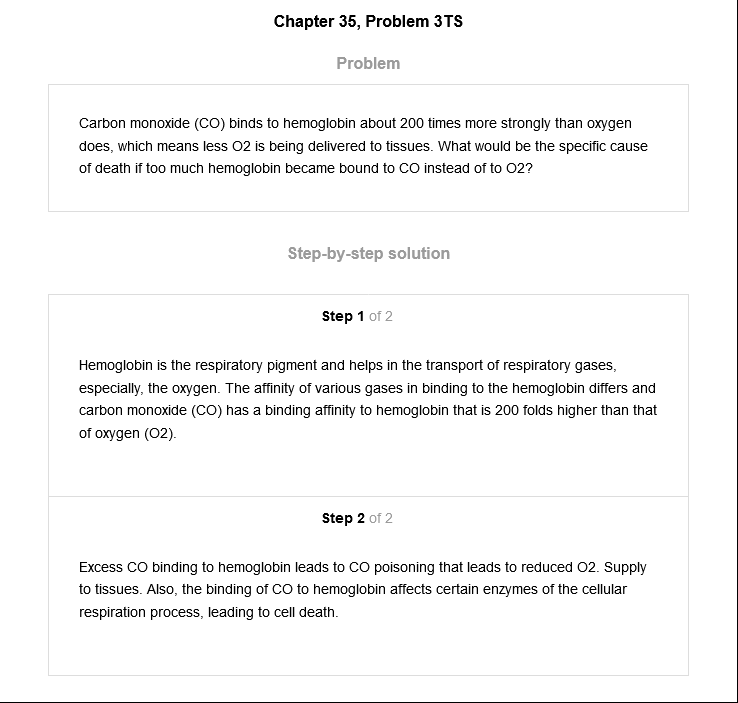 Chapter 35, Problem 3TS
Problem
Carbon monoxide (CO) binds to hemoglobin about 200 times more strongly than oxygen
does, which means less O2 is being delivered to tissues. What would be the specific cause
of death if too much hemoglobin became bound to CO instead of to O2?
Step-by-step solution
Step 1 of 2
Hemoglobin is the respiratory pigment and helps in the transport of respiratory gases,
especially, the oxygen. The affinity of various gases in binding to the hemoglobin differs and
carbon monoxide (CO) has a binding affinity to hemoglobin that is 200 folds higher than that
of oxygen (O2).
Step 2 of 2
Excess CO binding to hemoglobin leads to CO poisoning that leads to reduced O2. Supply
to tissues. Also, the binding of CO to hemoglobin affects certain enzymes of the cellular
respiration process, leading to cell death.